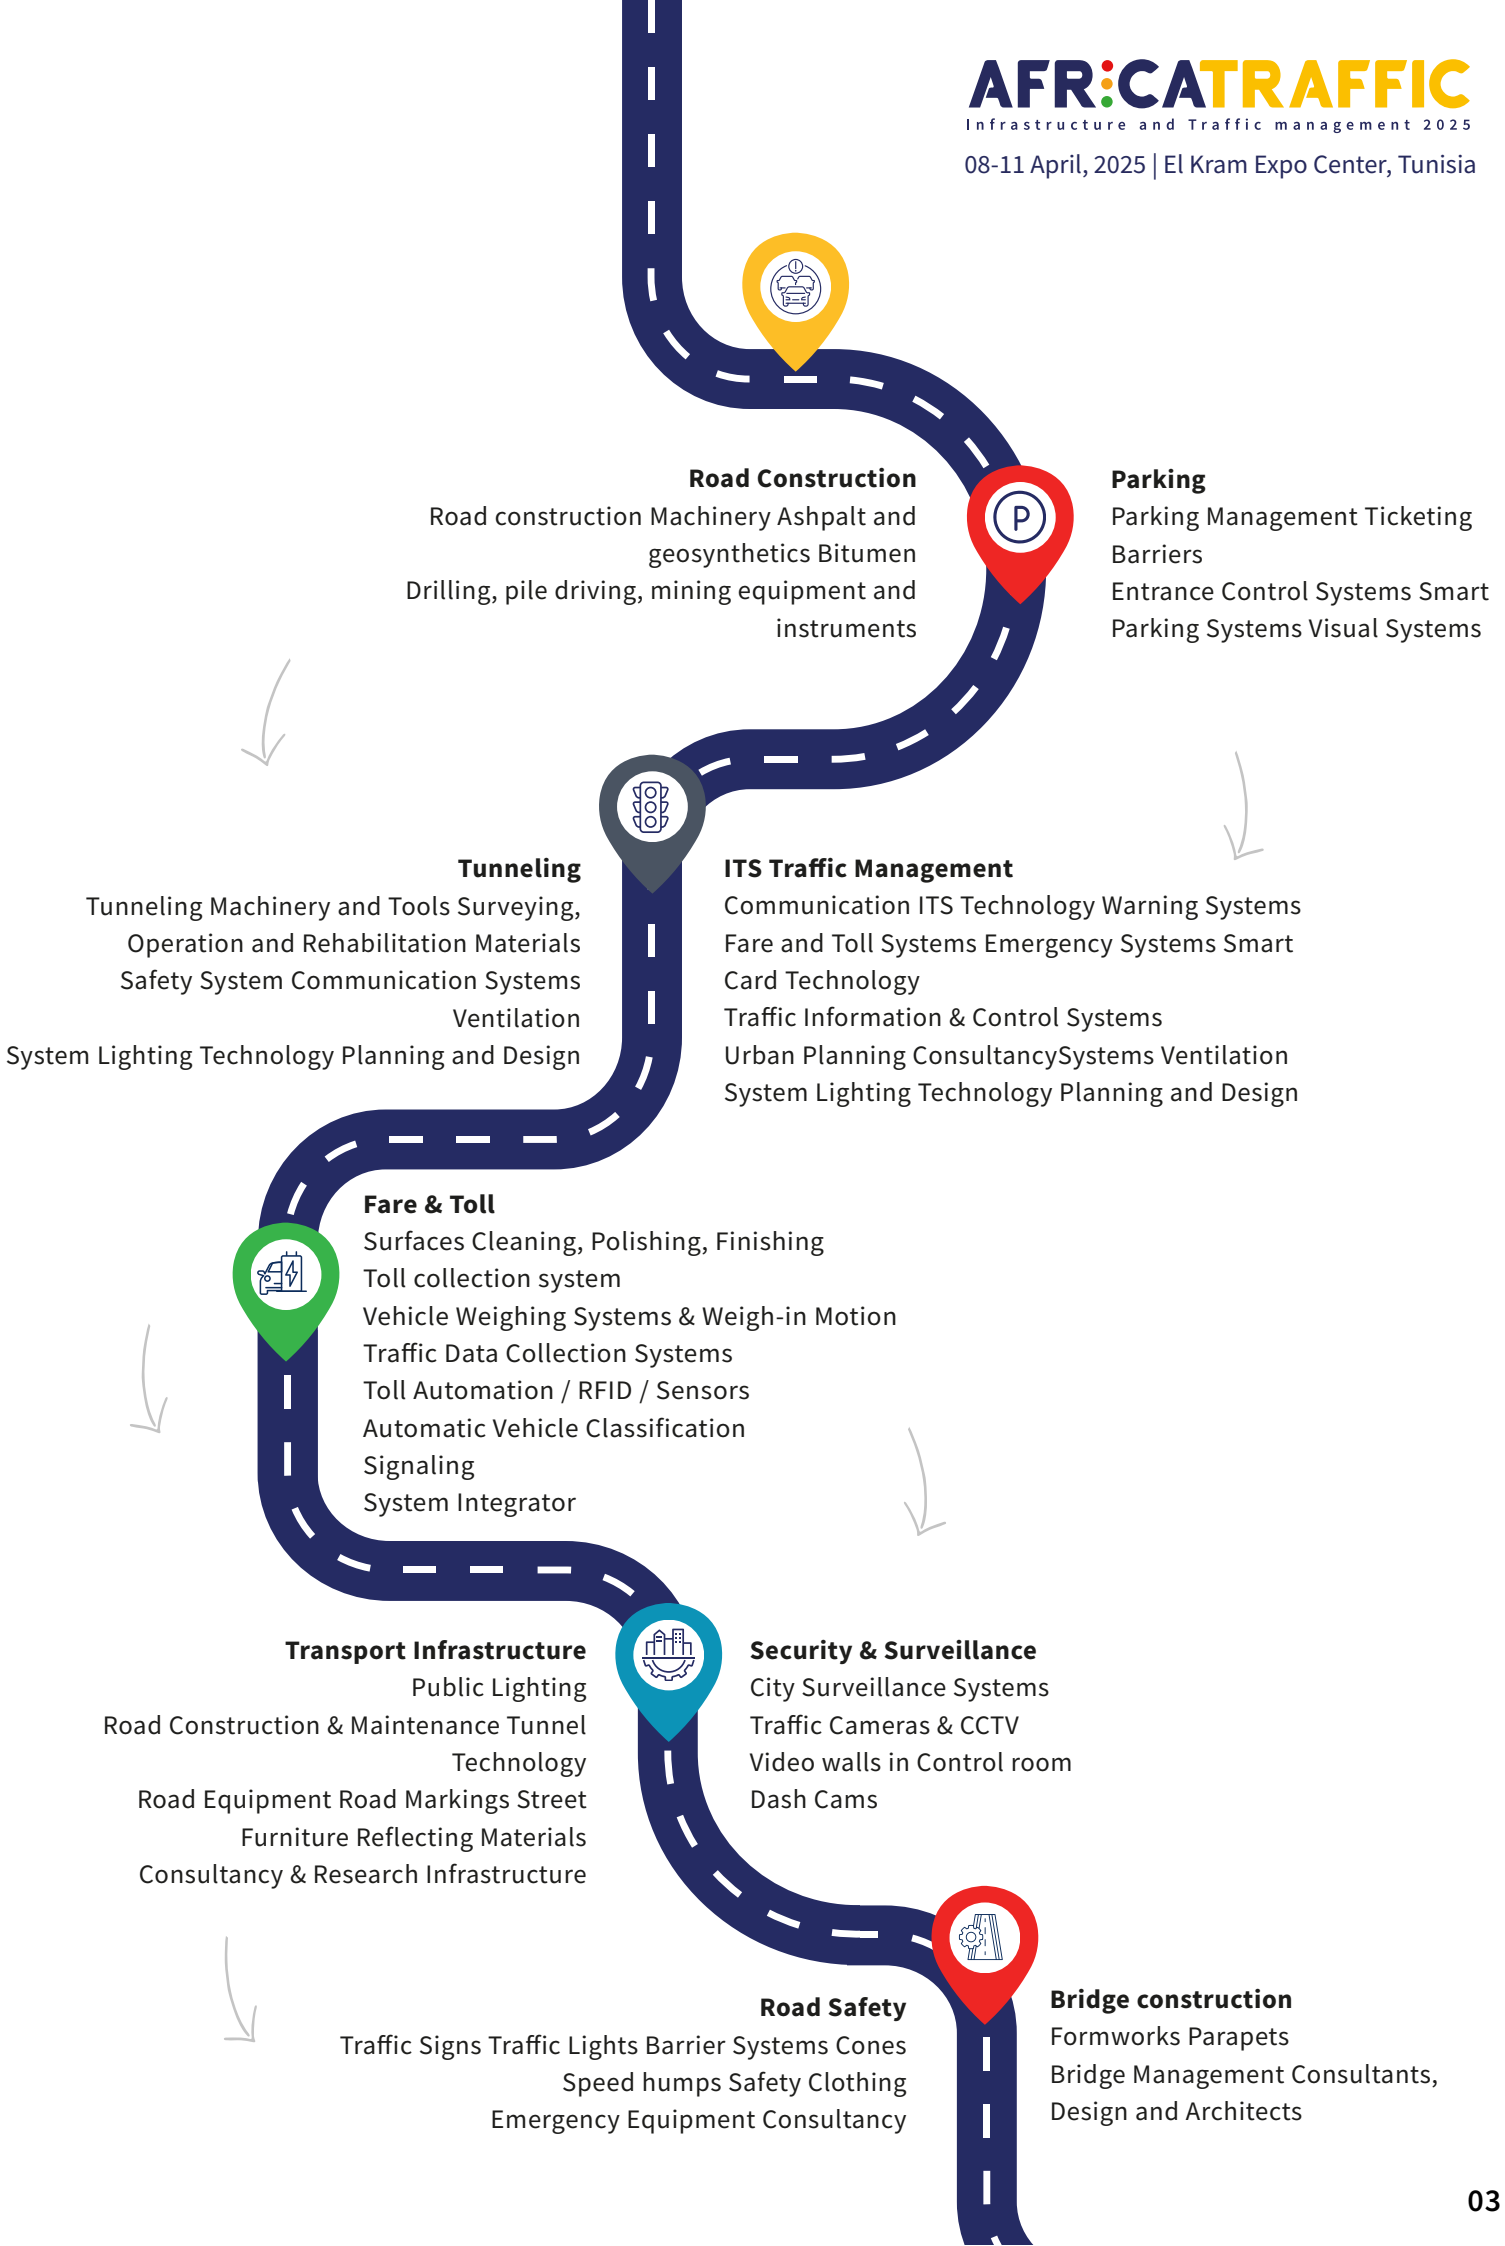 AFRICATRAFFIC
Infrastructure and Traffic management 2025
08-11 April, 2025 | El Kram Expo Center, Tunisia
Road Construction
Road construction Machinery Ashpalt and
geosynthetics Bitumen
Drilling, pile driving, mining equipment and
instruments
P
Parking
Parking Management Ticketing
Barriers
Entrance Control Systems Smart
Parking Systems Visual Systems
Tunneling
Tunneling Machinery and Tools Surveying,
Operation and Rehabilitation Materials
Safety System Communication Systems
Ventilation
System Lighting Technology Planning and Design
ITS Traffic Management
Communication ITS Technology Warning Systems
Fare and Toll Systems Emergency Systems Smart
Card Technology
Traffic Information & Control Systems
Urban Planning ConsultancySystems Ventilation
System Lighting Technology Planning and Design
Fare & Toll
Surfaces Cleaning, Polishing, Finishing
Toll collection system
Vehicle Weighing Systems & Weigh-in Motion
Traffic Data Collection Systems
Toll Automation / RFID / Sensors
Automatic Vehicle Classification
Signaling
System Integrator
Transport Infrastructure
Public Lighting
Road Construction & Maintenance Tunnel
Technology
Road Equipment Road Markings Street
Furniture Reflecting Materials
Consultancy & Research Infrastructure
Security & Surveillance
City Surveillance Systems
Traffic Cameras & CCTV
Video walls in Control room
Dash Cams
Road Safety
Traffic Signs Traffic Lights Barrier Systems Cones
Speed humps Safety Clothing
Emergency Equipment Consultancy
Bridge construction
Formworks Parapets
Bridge Management Consultants,
Design and Architects
03